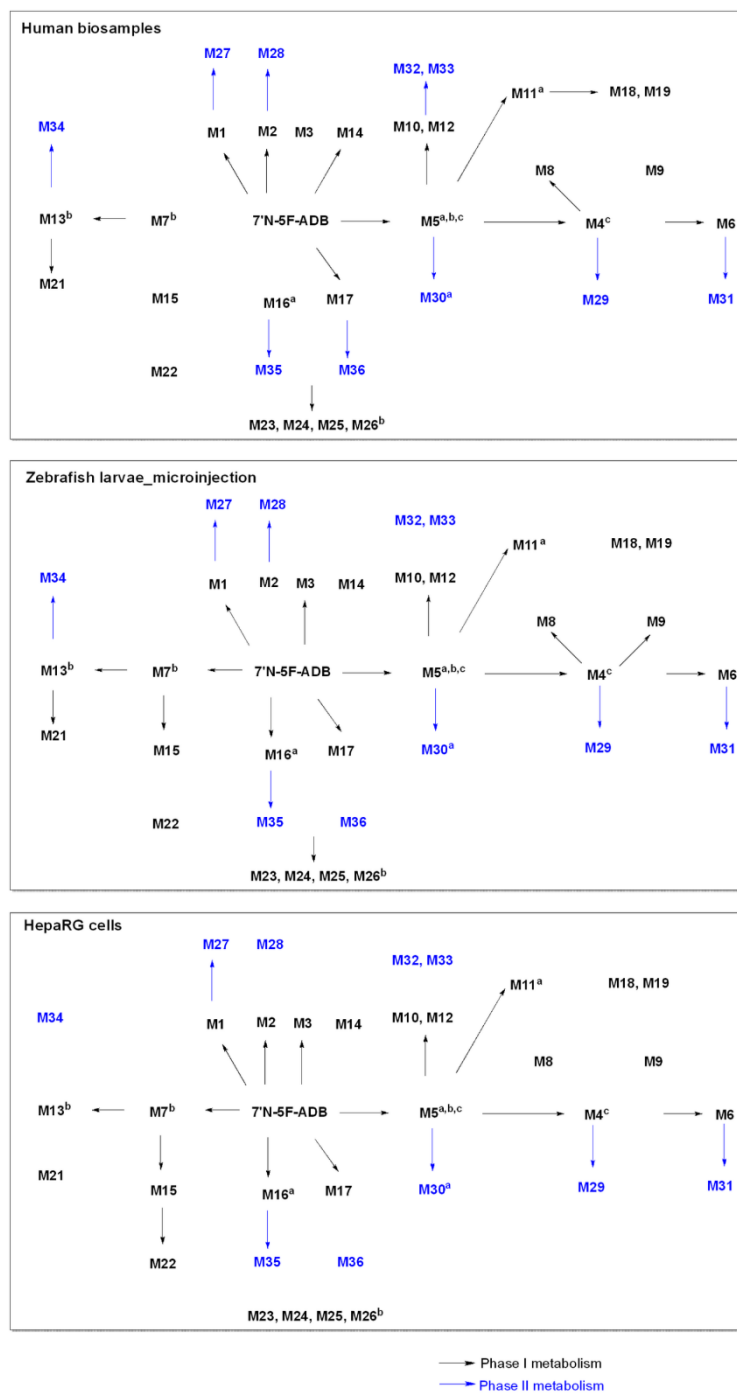 Human biosamples
M27 M28 M32, M33
M11ᵃ M18, M19
M34 M1 M2 M3 M14 M10, M12
M8 M9
M13ᵇ M7ᵇ 7'N-5F-ADB M5ᵃ,ᵇ,ᶜ M4ᶜ M6
M21 M15 M16ᵃ M17 M30ᵃ M29 M31
M22 M35 M36
M23, M24, M25, M26ᵇ
Zebrafish larvae_microinjection
M27 M28 M32, M33
M11ᵃ M18, M19
M34 M1 M2 M3 M14 M10, M12
M8 M9
M13ᵇ M7ᵇ 7'N-5F-ADB M5ᵃ,ᵇ,ᶜ M4ᶜ M6
M21 M15 M16ᵃ M17 M30ᵃ M29 M31
M22 M35 M36
M23, M24, M25, M26ᵇ
HepaRG cells
M27 M28 M32, M33
M11ᵃ M18, M19
M34 M1 M2 M3 M14 M10, M12
M8 M9
M13ᵇ M7ᵇ 7'N-5F-ADB M5ᵃ,ᵇ,ᶜ M4ᶜ M6
M21 M15 M16ᵃ M17 M30ᵃ M29 M31
M22 M35 M36
M23, M24, M25, M26ᵇ
Phase I metabolism
Phase II metabolism